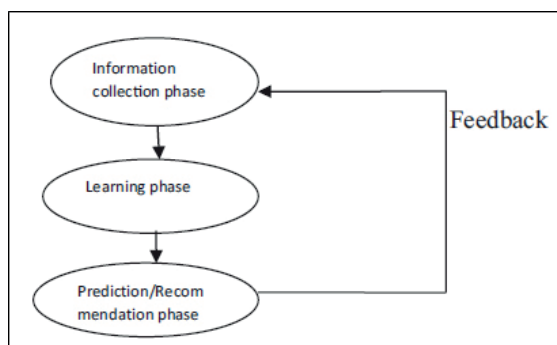 Information
collection phase
Feedback
Learning phase
Prediction/Recom
mendation phase